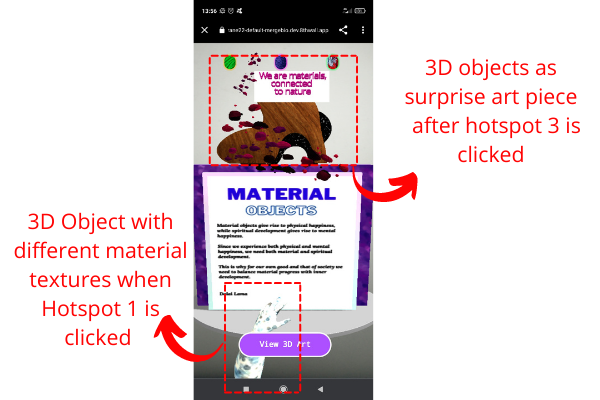 13:56
rane22-default-mergebio.dev.8thwall.app
We are materials,
connected
to nature
3D objects as
surprise art piece
after hotspot 3 is
clicked
MATERIAL
OBJECTS
Material objects give rise to physical happiness,
while spiritual development gives rise to mental
happiness.
Since we experience both physical and mental
happiness, we need both material and spiritual
development.
This is why for our own good and that of society we
need to balance material progress with inner
development.
Dalai Lama
3D Object with
different material
textures when
Hotspot 1 is
clicked
View 3D Art